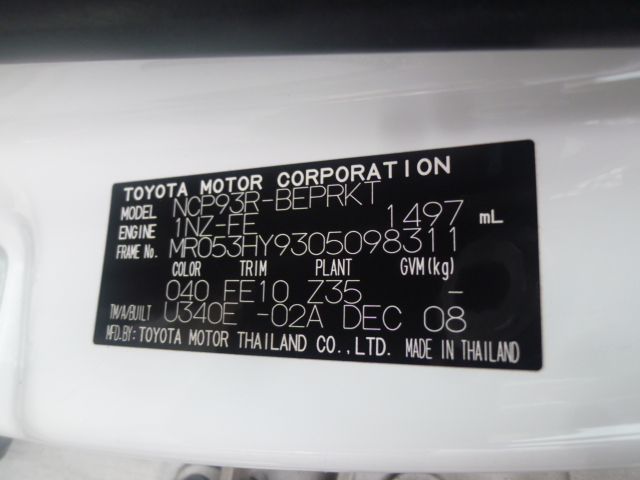 TOYOTA MOTOR CORPORATION
MODEL NCP93R-BEPRKT
ENGINE 1NZ-FE 1497 mL
FRAME No. MR053HY9305098311
COLOR TRIM PLANT GVM(kg)
040 FE10 Z35 -
TM/A/BUILT U340E -02A DEC 08
MFD.BY:TOYOTA MOTOR THAILAND CO.,LTD. MADE IN THAILAND